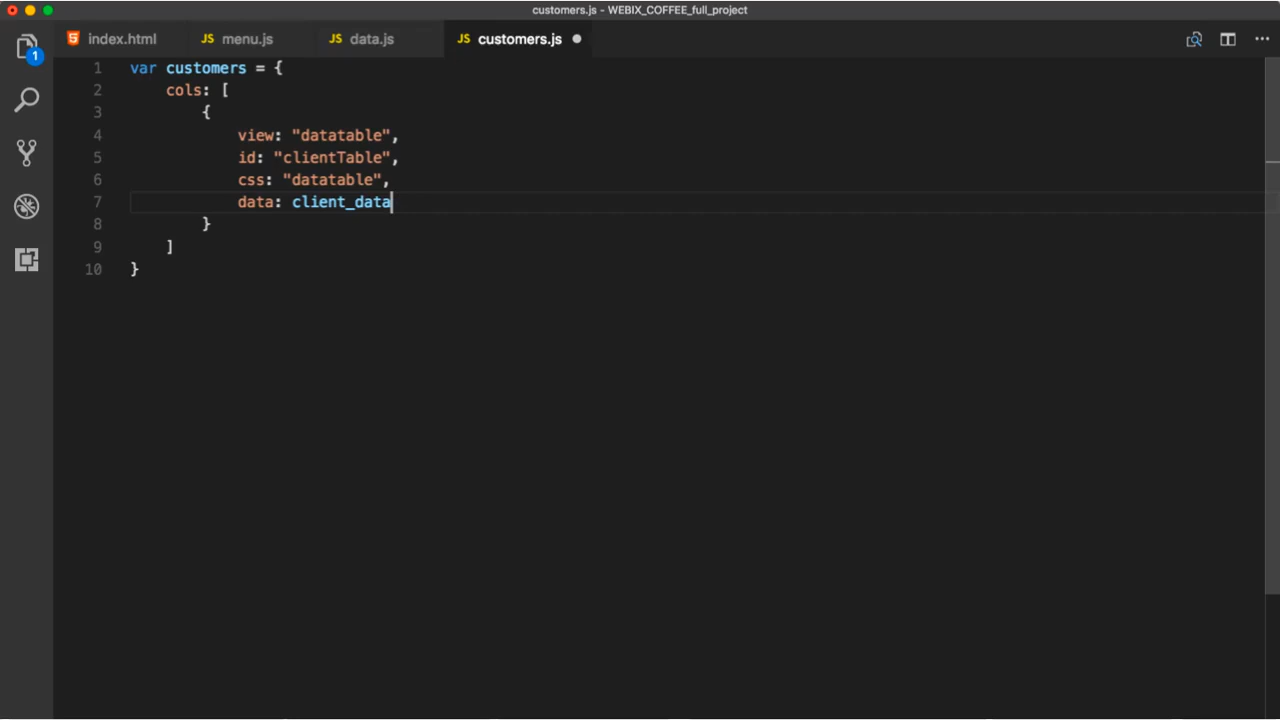 customers.js - WEBIX_COFFEE_full_project
index.html JS menu.js JS data.js JS customers.js
1
1 var customers = {
2 cols: [
3 {
4 view: "datatable",
5 id: "clientTable",
6 css: "datatable",
7 data: client_data
8 }
9 ]
10 }